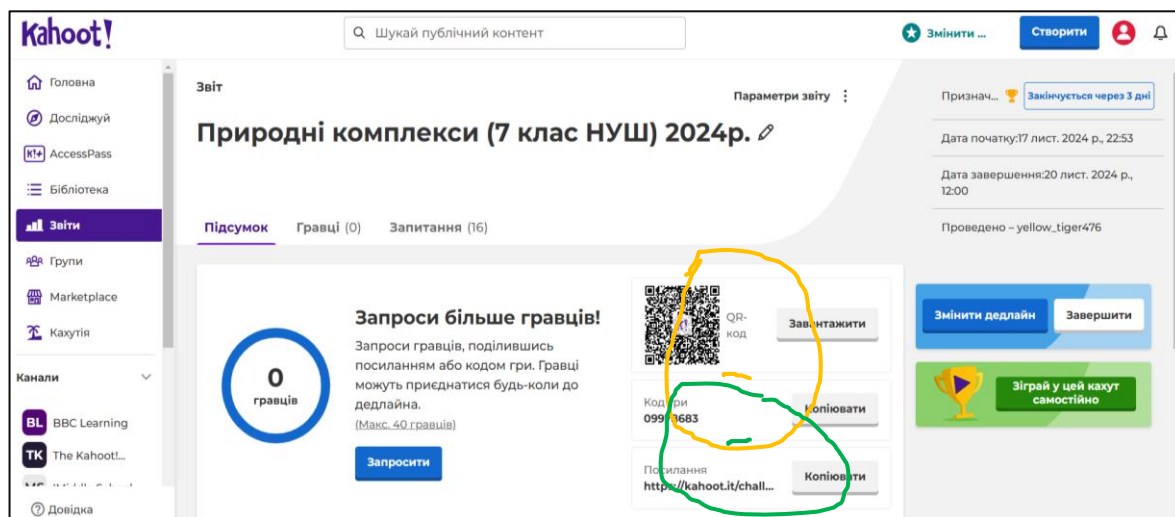 Kahoot!
Шукай публічний контент
Змінити ...
Створити
Головна
Досліджуй
K!+ AccessPass
Бібліотека
Звіти
Групи
Marketplace
Кахутія
Канали
BL BBC Learning
TK The Kahoot!...
Довідка
Звіт
Параметри звіту
Природні комплекси (7 клас НУШ) 2024р.
Підсумок Гравці (0) Запитання (16)
0
гравців
Запроси більше гравців!
Запроси гравців, поділившись
посиланням або кодом гри. Гравці
можуть приєднатися будь-коли до
дедлайна.
(Макс. 40 гравців)
Запросити
QR-
код
Завантажити
Код гри
Копіювати
Посилання
https://kahoot.it/chall...
Копіювати
Признач... Закінчується через 3 дні
Дата початку:17 лист. 2024 р., 22:53
Дата завершення:20 лист. 2024 р.,
12:00
Проведено – yellow_tiger476
Змінити дедлайн
Завершити
Зіграй у цей кахут
самостійно